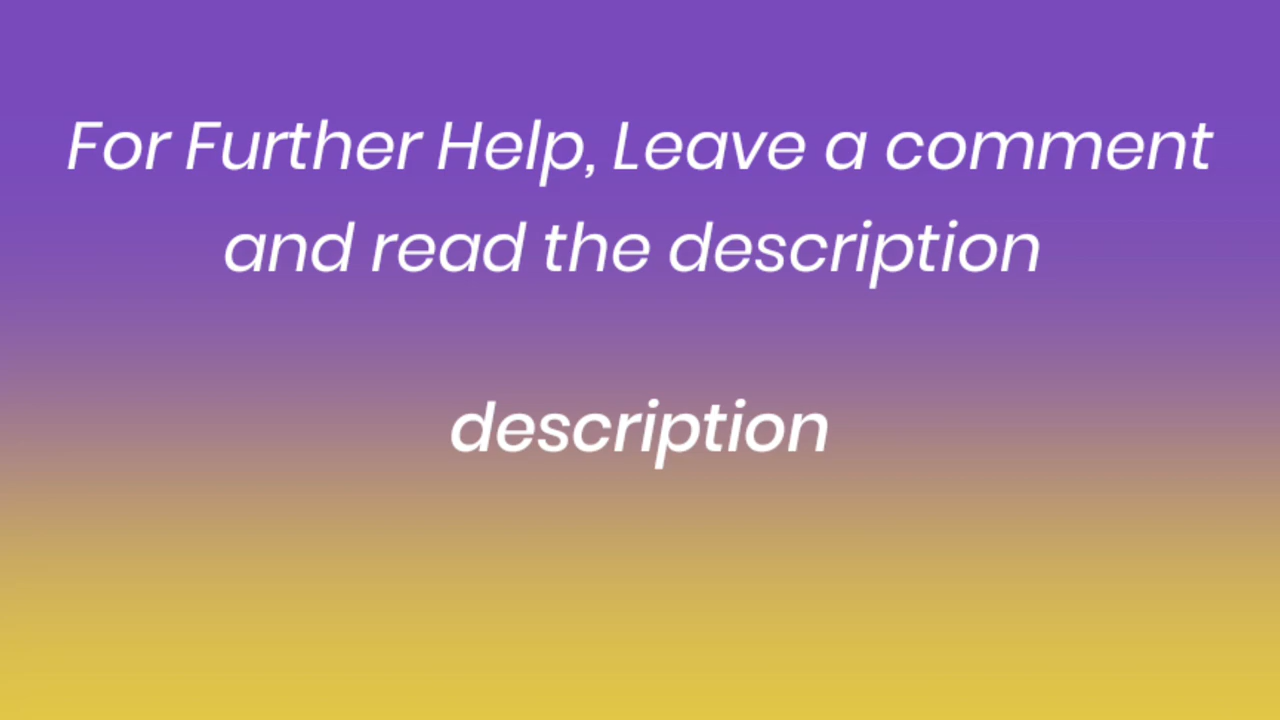 For Further Help, Leave a comment
and read the description
description